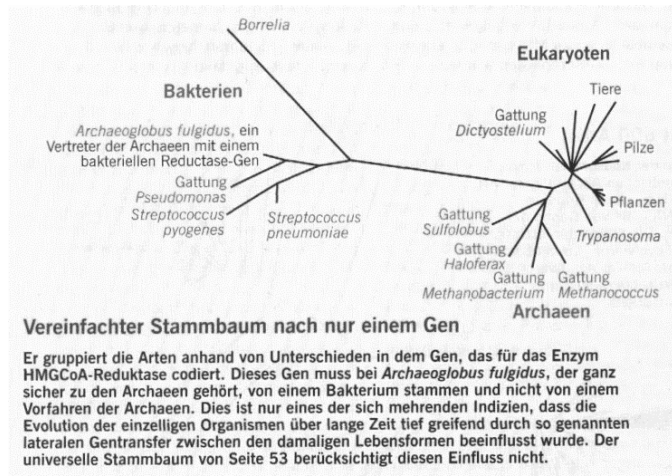 Borrelia
Eukaryoten
Bakterien
Tiere
Gattung
Dictyostelium
Archaeoglobus fulgidus, ein
Vertreter der Archaeen mit einem
bakteriellen Reductase-Gen
Pilze
Gattung
Pseudomonas
Pflanzen
Streptococcus
pyogenes
Streptococcus
pneumoniae
Gattung
Sulfolobus
Trypanosoma
Gattung
Haloferax
Gattung
Methanobacterium
Gattung
Methanococcus
Archaeen
Vereinfachter Stammbaum nach nur einem Gen
Er gruppiert die Arten anhand von Unterschieden in dem Gen, das für das Enzym
HMGCoA-Reduktase codiert. Dieses Gen muss bei Archaeoglobus fulgidus, der ganz
sicher zu den Archaeen gehört, von einem Bakterium stammen und nicht von einem
Vorfahren der Archaeen. Dies ist nur eines der sich mehrenden Indizien, dass die
Evolution der einzelligen Organismen über lange Zeit tief greifend durch so genannten
lateralen Gentransfer zwischen den damaligen Lebensformen beeinflusst wurde. Der
universelle Stammbaum von Seite 53 berücksichtigt diesen Einfluss nicht.